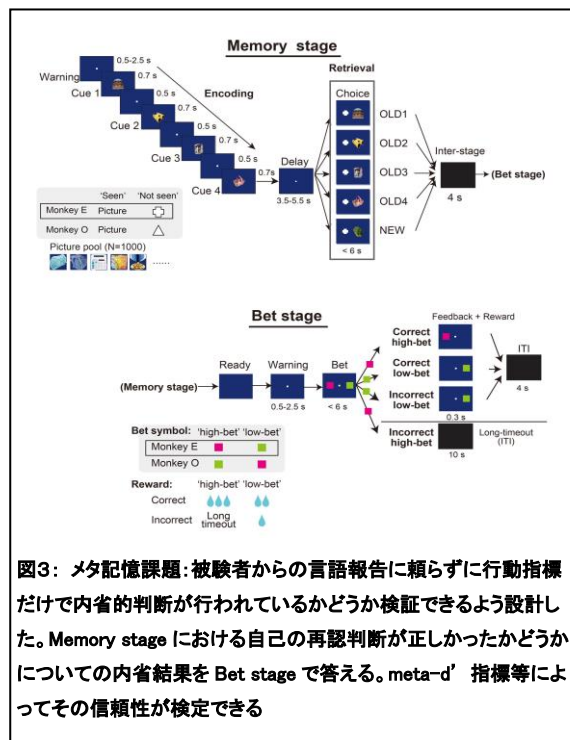 Memory stage
Warning
0.5-2.5 s
Cue 1
0.7 s
Encoding
0.5 s
Cue 2
0.7 s
0.5 s
Cue 3
0.7 s
0.5 s
Cue 4
0.7s
Delay
3.5-5.5 s
Retrieval
Choice
OLD1
OLD2
OLD3
OLD4
NEW
< 6 s
Inter-stage
4 s
(Bet stage)
'Seen' 'Not seen'
Monkey E Picture
Monkey O Picture
Picture pool (N=1000)
......
Bet stage
(Memory stage)
Ready
Warning
0.5-2.5 s
Bet
< 6 s
Feedback + Reward
Correct
high-bet
Correct
low-bet
Incorrect
low-bet
0.3 s
ITI
4 s
Incorrect
high-bet
10 s
Long-timeout
(ITI)
Bet symbol: 'high-bet' 'low-bet'
Monkey E
Monkey O
Reward: 'high-bet' 'low-bet'
Correct
Incorrect Long
timeout
図3: メタ記憶課題:被験者からの言語報告に頼らずに行動指標
だけで内省的判断が行われているかどうか検証できるよう設計し
た。Memory stage における自己の再認判断が正しかったかどうか
についての内省結果を Bet stage で答える。meta-d' 指標等によ
ってその信頼性が検定できる